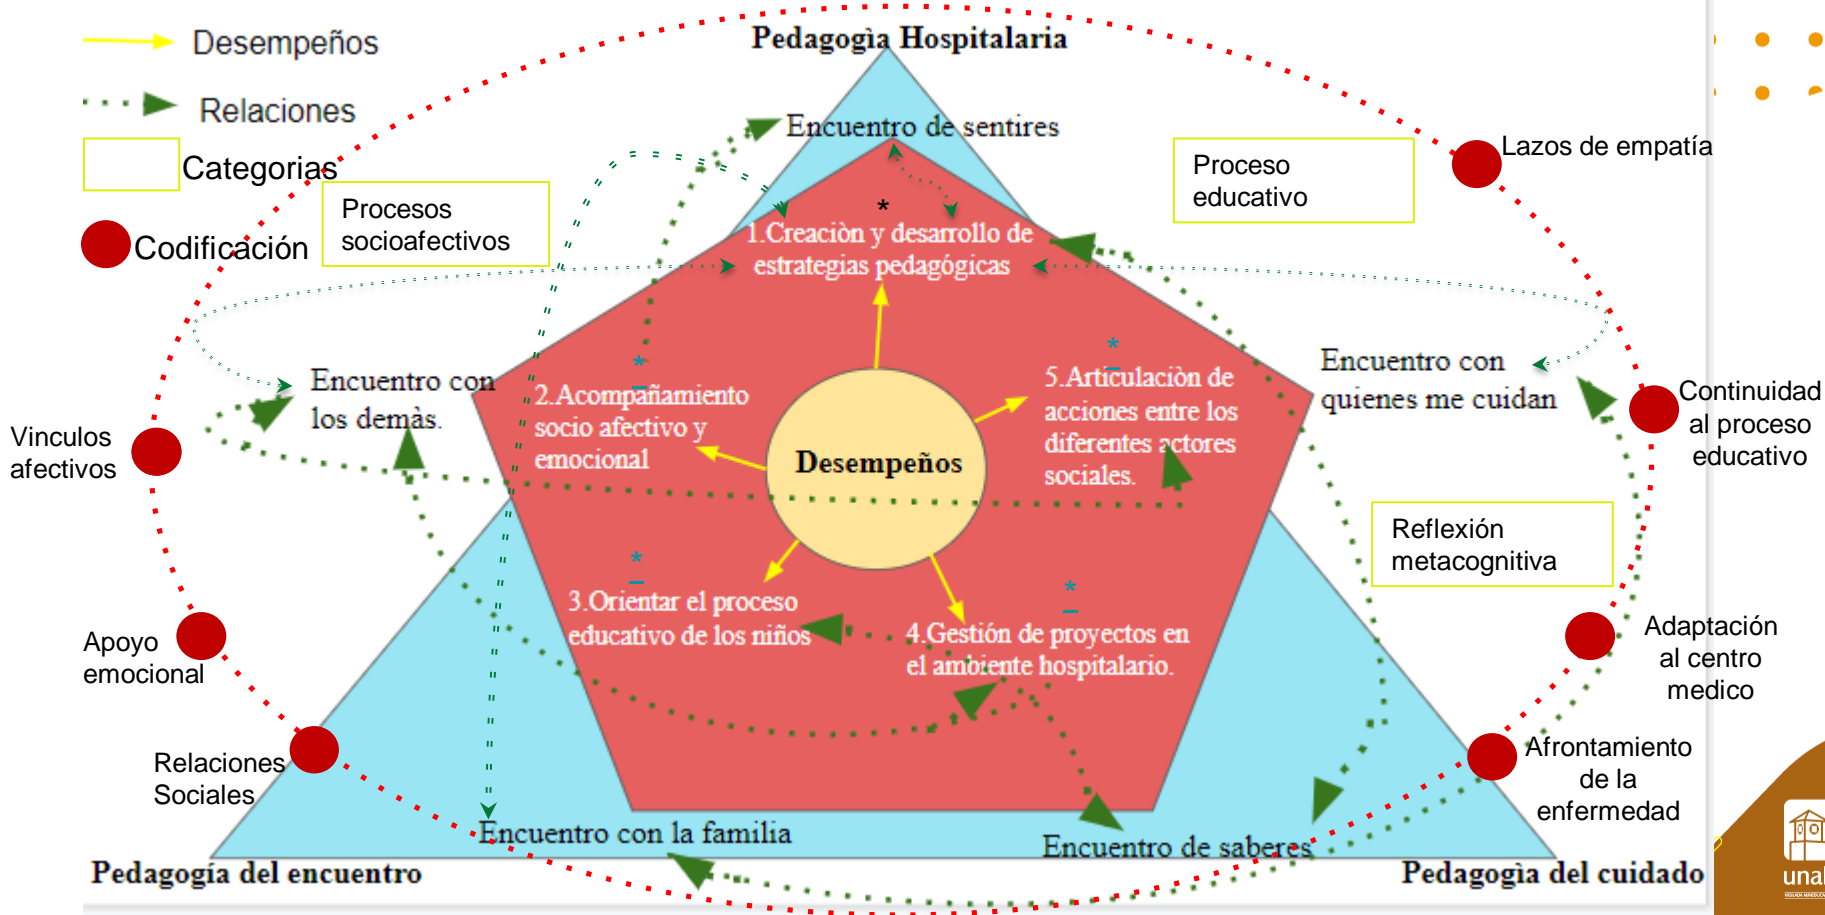 Desempeños
Relaciones
Categorias
Codificación
Pedagogìa Hospitalaria
Encuentro de sentires
Procesos
socioafectivos
Proceso
educativo
Lazos de empatía
*
1.Creaciòn y desarrollo de
estrategias pedagógicas
Encuentro con
los demàs.
*
2.Acompañamiento
socio afectivo y
emocional
*
5.Articulaciòn de
acciones entre los
diferentes actores
sociales.
Encuentro con
quienes me cuidan
Continuidad
al proceso
educativo
Vinculos
afectivos
Desempeños
Reflexión
metacognitiva
*
3.Orientar el proceso
educativo de los niños
*
4.Gestión de proyectos en
el ambiente hospitalario.
Apoyo
emocional
Adaptación
al centro
medico
Relaciones
Sociales
Afrontamiento
de la
enfermedad
Encuentro con la familia
Encuentro de saberes
Pedagogía del encuentro
Pedagogìa del cuidado